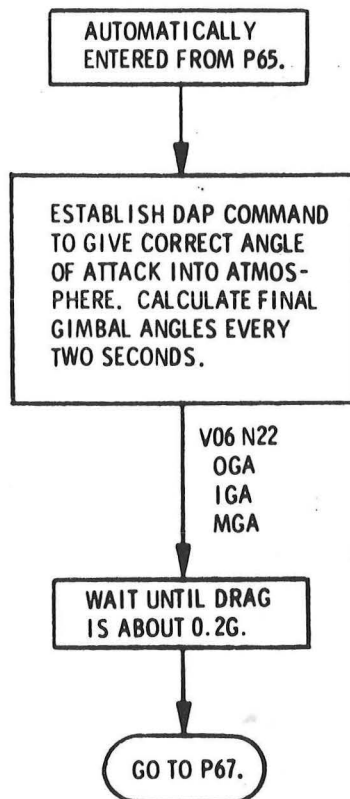 AUTOMATICALLY
ENTERED FROM P65.
ESTABLISH DAP COMMAND
TO GIVE CORRECT ANGLE
OF ATTACK INTO ATMOS-
PHERE. CALCULATE FINAL
GIMBAL ANGLES EVERY
TWO SECONDS.
V06 N22
OGA
IGA
MGA
WAIT UNTIL DRAG
IS ABOUT 0.2G.
GO TO P67.